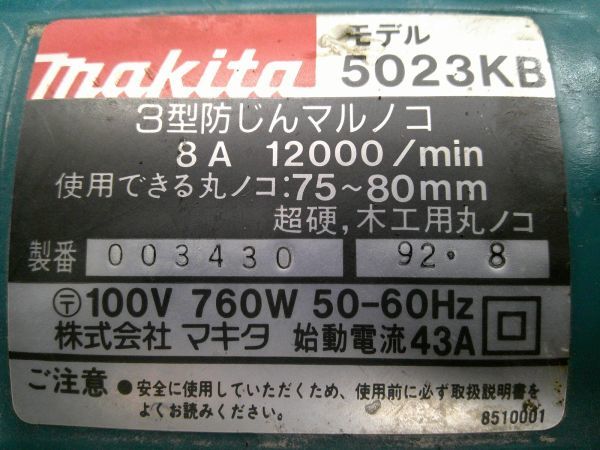 makita モデル
5023KB
3型防じんマルノコ
8A 12000/min
使用できる丸ノコ:75~80mm
超硬,木工用丸ノコ
製番 003430 92・8
〒 100V 760W 50-60Hz
株式会社 マキタ 始動電流43A
ご注意 ●安全に使用していただくため、使用前に必ず取扱説明書を
よくお読みください。
8510001